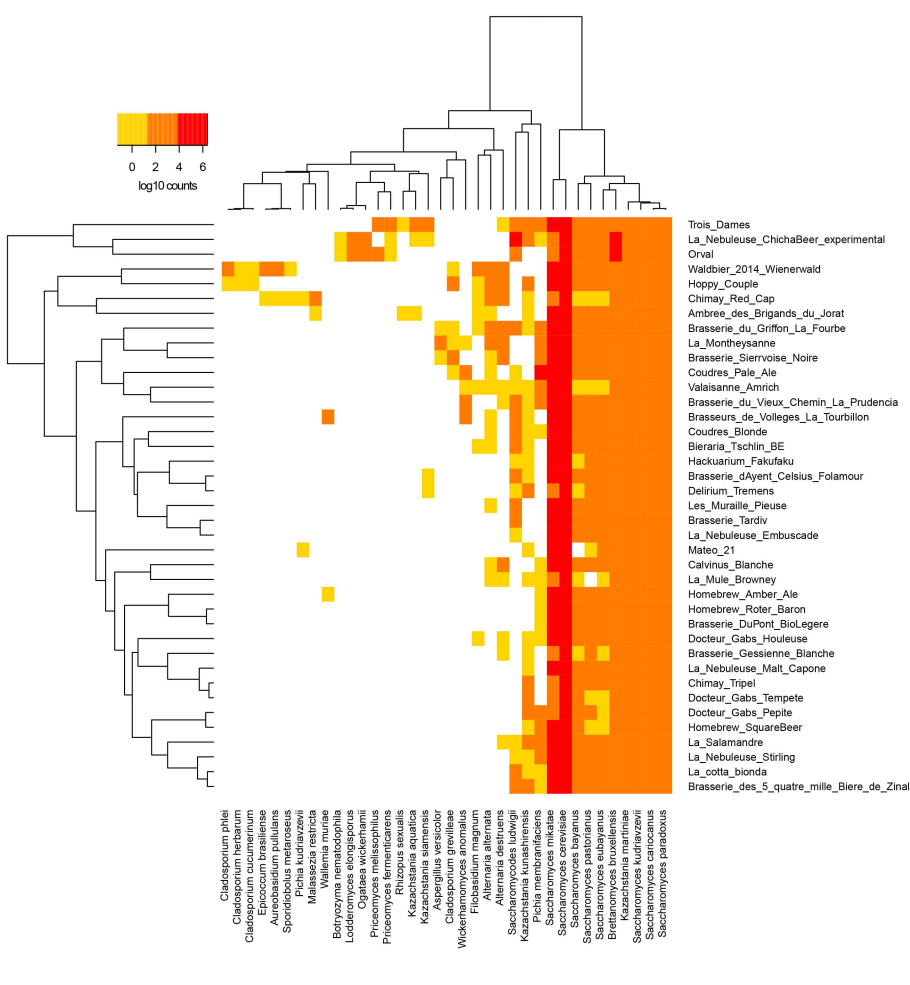 0 2 4 6
log10 counts
Trois_Dames
La_Nebuleuse_ChichaBeer_experimental
Orval
Waldbier_2014_Wienerwald
Hoppy_Couple
Chimay_Red_Cap
Ambree_des_Brigands_du_Jorat
Brasserie_du_Griffon_La_Fourbe
La_Montheysanne
Brasserie_Sierrvoise_Noire
Coudres_Pale_Ale
Valaisanne_Amrich
Brasserie_du_Vieux_Chemin_La_Prudencia
Brasseurs_de_Volleges_La_Tourbillon
Coudres_Blonde
Bieraria_Tschlin_BE
Hackuarium_Fakufaku
Brasserie_dAyent_Celsius_Folamour
Delirium_Tremens
Les_Muraille_Pieuse
Brasserie_Tardiv
La_Nebuleuse_Embuscade
Mateo_21
Calvinus_Blanche
La_Mule_Browney
Homebrew_Amber_Ale
Homebrew_Roter_Baron
Brasserie_DuPont_BioLegere
Docteur_Gabs_Houleuse
Brasserie_Gessienne_Blanche
La_Nebuleuse_Malt_Capone
Chimay_Tripel
Docteur_Gabs_Tempete
Docteur_Gabs_Pepite
Homebrew_SquareBeer
La_Salamandre
La_Nebuleuse_Stirling
La_cotta_bionda
Brasserie_des_5_quatre_mille_Biere_de_Zinal
Cladosporium phlei
Cladosporium herbarum
Cladosporium cucumerinum
Epicoccum brasiliense
Aureobasidium pullulans
Sporidiobolus metaroseus
Pichia kudriavzevii
Malassezia restricta
Wallemia muriae
Botryozyma nematodophila
Lodderomyces elongisporus
Ogataea wickerhamii
Priceomyces melissophilus
Priceomyces fermenticarens
Rhizopus sexualis
Kazachstania aquatica
Kazachstania siamensis
Aspergillus versicolor
Cladosporium grevilleae
Wickerhamomyces anomalus
Filobasidium magnum
Alternaria alternata
Alternaria destruens
Saccharomycodes ludwigii
Kazachstania kunashirensis
Pichia membranifaciens
Saccharomyces mikatae
Saccharomyces cerevisiae
Saccharomyces bayanus
Saccharomyces pastorianus
Saccharomyces eubayanus
Brettanomyces bruxellensis
Kazachstania martiniae
Saccharomyces kudriavzevii
Saccharomyces cariocanus
Saccharomyces paradoxus